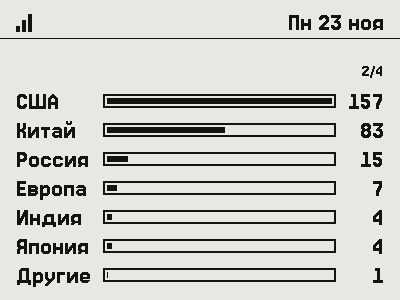 Пн 23 ноя
2/4
США 157
Китай 83
Россия 15
Европа 7
Индия 4
Япония 4
Другие 1